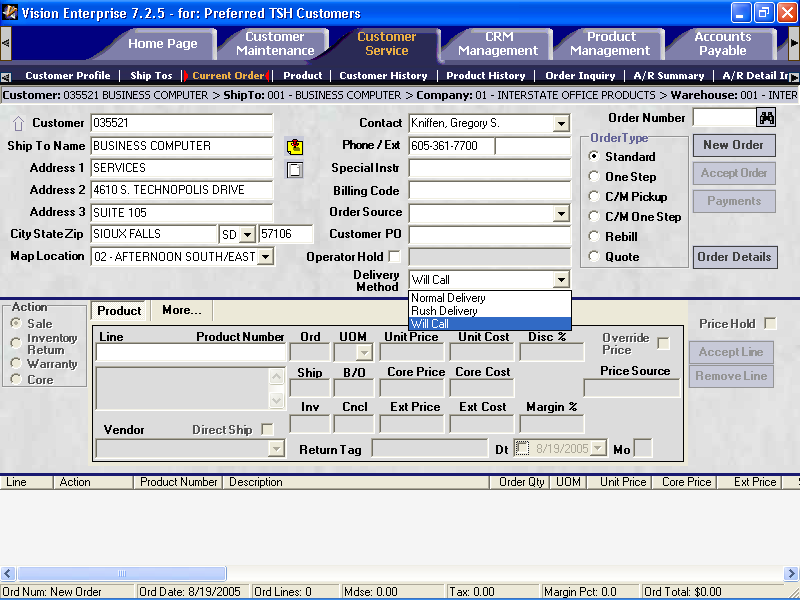 Vision Enterprise 7.2.5 - for: Preferred TSH Customers
Home Page
Customer Maintenance
Customer Service
CRM Management
Product Management
Accounts Payable
Customer Profile | Ship Tos | Current Order | Product | Customer History | Product History | Order Inquiry | A/R Summary | A/R Detail
Customer: 035521 BUSINESS COMPUTER > ShipTo: 001 - BUSINESS COMPUTER > Company: 01 - INTERSTATE OFFICE PRODUCTS > Warehouse: 001 - INTER
Customer 035521
Ship To Name BUSINESS COMPUTER
Address 1 SERVICES
Address 2 4610 S. TECHNOPOLIS DRIVE
Address 3 SUITE 105
City State Zip SIOUX FALLS SD 57106
Map Location 02 - AFTERNOON SOUTH/EAST
Contact Kniffen, Gregory S.
Phone / Ext 605-361-7700
Special Instr
Billing Code
Order Source
Customer PO
Operator Hold
Delivery Method Will Call
Normal Delivery
Rush Delivery
Will Call
Order Number
OrderType
Standard
One Step
C/M Pickup
C/M One Step
Rebill
Quote
New Order
Accept Order
Payments
Order Details
Action
Sale
Inventory Return
Warranty
Core
Product More...
Line Product Number Ord UOM Unit Price Unit Cost Disc % Override Price
Ship B/O Core Price Core Cost Price Source
Inv Cncl Ext Price Ext Cost Margin %
Vendor Direct Ship
Return Tag Dt 8/19/2005 Mo
Price Hold
Accept Line
Remove Line
Line Action Product Number Description Order Qty UOM Unit Price Core Price Ext Price
Ord Num: New Order Ord Date: 8/19/2005 Ord Lines: 0 Mdse: 0.00 Tax: 0.00 Margin Pct: 0.0 Ord Total: $0.00